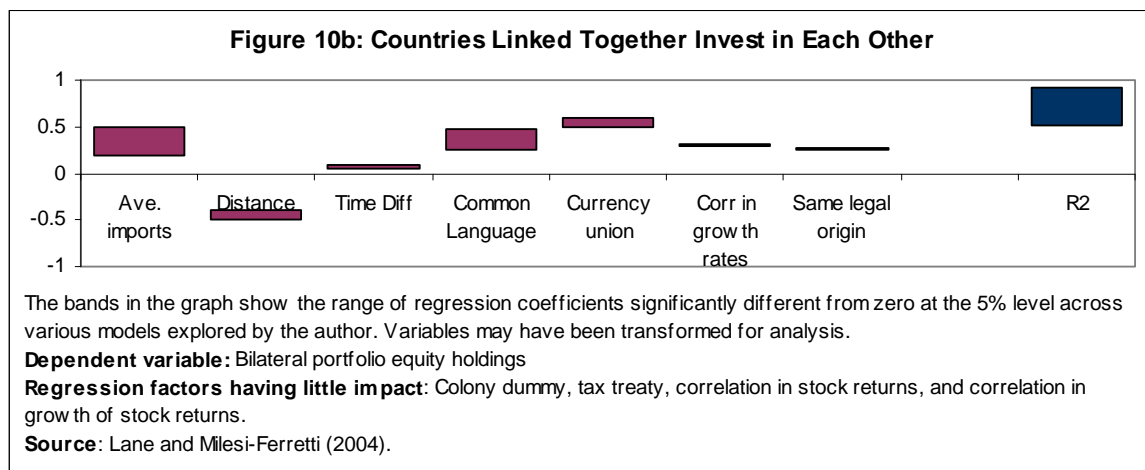 Figure 10b: Countries Linked Together Invest in Each Other
1
0.5
0
-0.5
-1
Ave. imports
Distance
Time Diff
Common Language
Currency union
Corr in growth rates
Same legal origin
R2
The bands in the graph show the range of regression coefficients significantly different from zero at the 5% level across
various models explored by the author. Variables may have been transformed for analysis.
Dependent variable: Bilateral portfolio equity holdings
Regression factors having little impact: Colony dummy, tax treaty, correlation in stock returns, and correlation in
growth of stock returns.
Source: Lane and Milesi-Ferretti (2004).